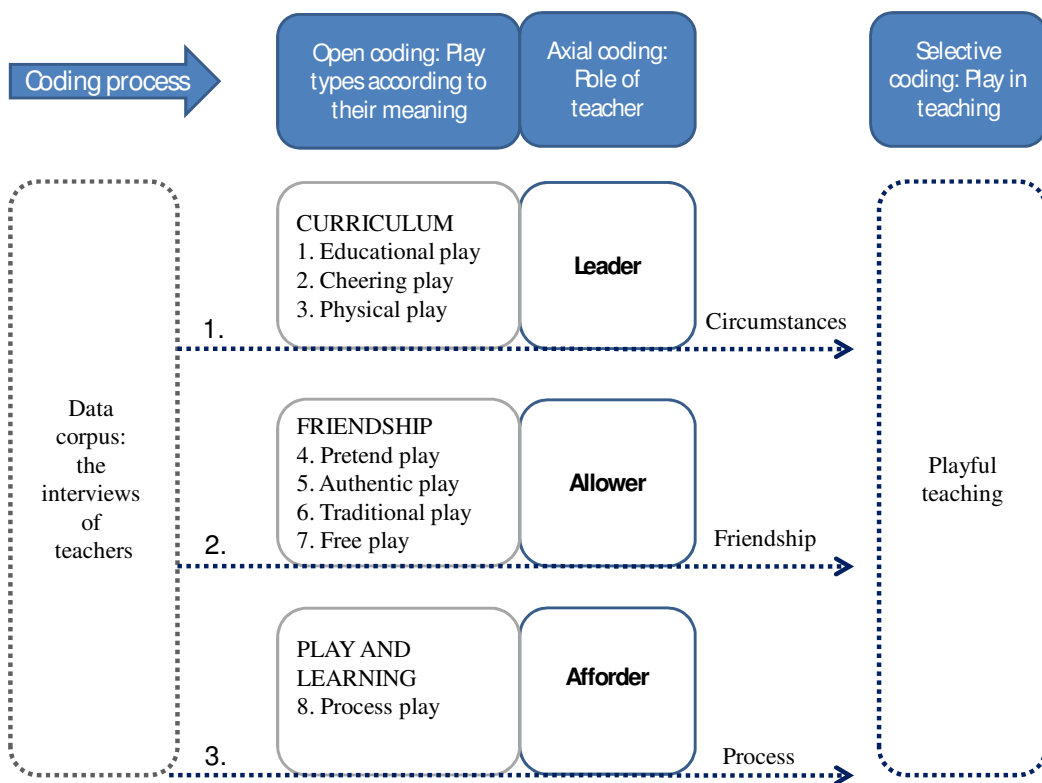 Coding process
Open coding: Play
types according to
their meaning
Axial coding:
Role of
teacher
Selective
coding: Play in
teaching
Data
corpus:
the
interviews
of
teachers
1.
CURRICULUM
1. Educational play
2. Cheering play
3. Physical play
Leader
Circumstances
2.
FRIENDSHIP
4. Pretend play
5. Authentic play
6. Traditional play
7. Free play
Allower
Friendship
3.
PLAY AND
LEARNING
8. Process play
Afforder
Process
Playful
teaching